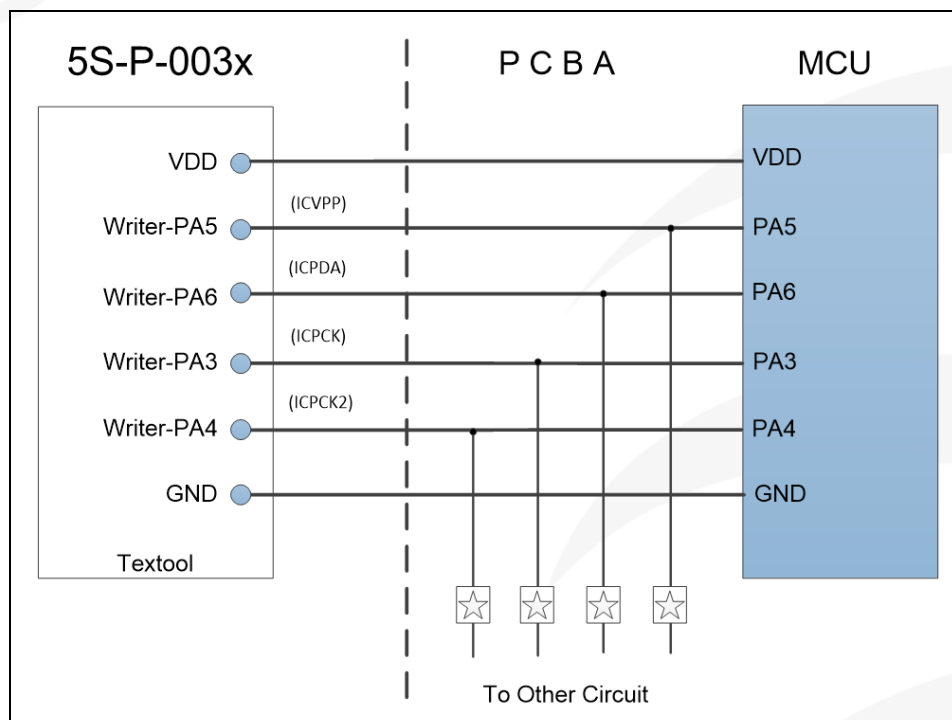 5S-P-003x
P C B A
MCU
VDD
VDD
(ICVPP)
Writer-PA5
PA5
(ICPDA)
Writer-PA6
PA6
(ICPCK)
Writer-PA3
PA3
(ICPCK2)
Writer-PA4
PA4
GND
GND
Textool
To Other Circuit